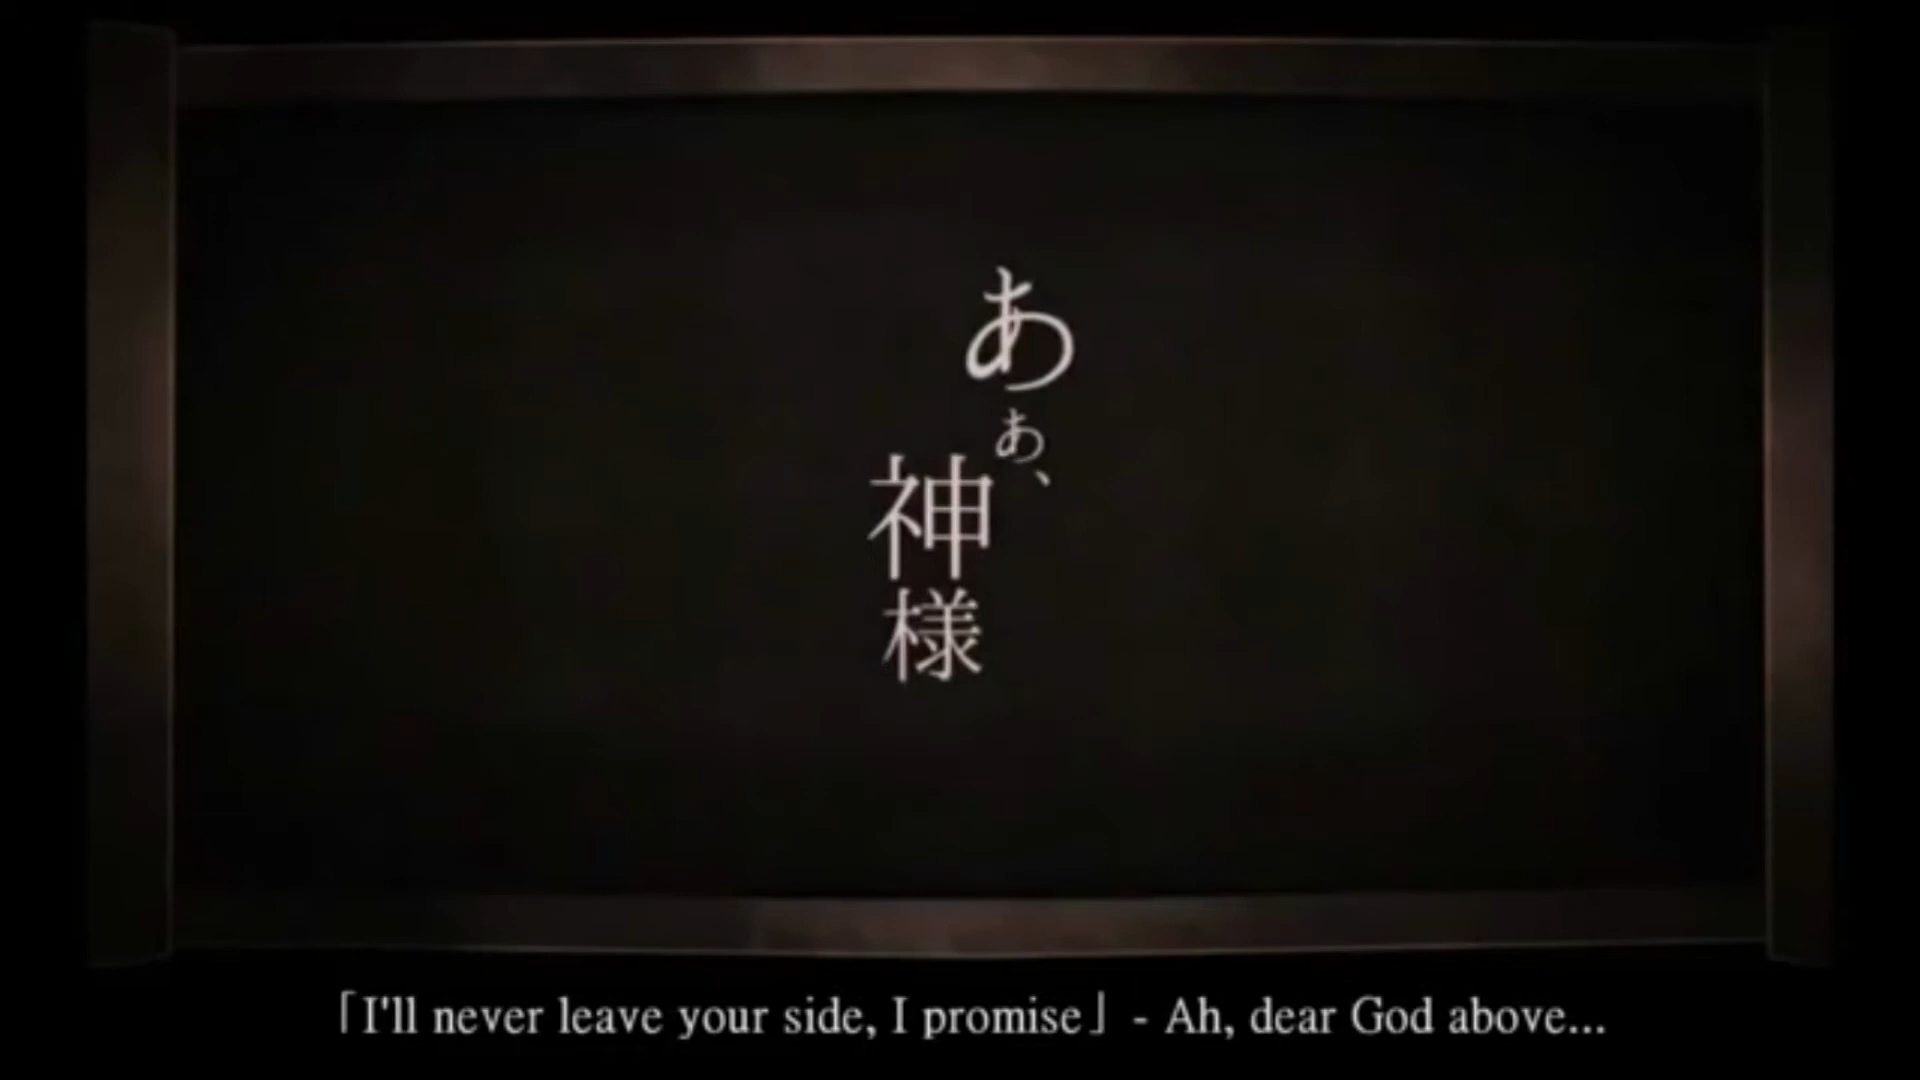 あぁ、
神様
「I'll never leave your side, I promise」 - Ah, dear God above...